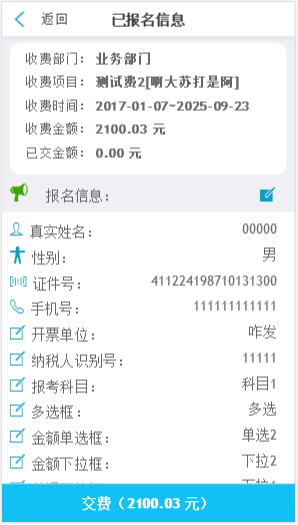 返回 已报名信息
收费部门： 业务部门
收费项目： 测试费2[啊大苏打是阿]
收费时间： 2017-01-07~2025-09-23
收费金额： 2100.03 元
已交金额： 0.00 元
报名信息：
真实姓名： 00000
性别： 男
证件号： 411224198710131300
手机号： 111111111111
开票单位： 咋发
纳税人识别号： 11111
报考科目： 科目1
多选框： 多选
金额单选框： 单选2
金额下拉框： 下拉2
交费（2100.03 元）